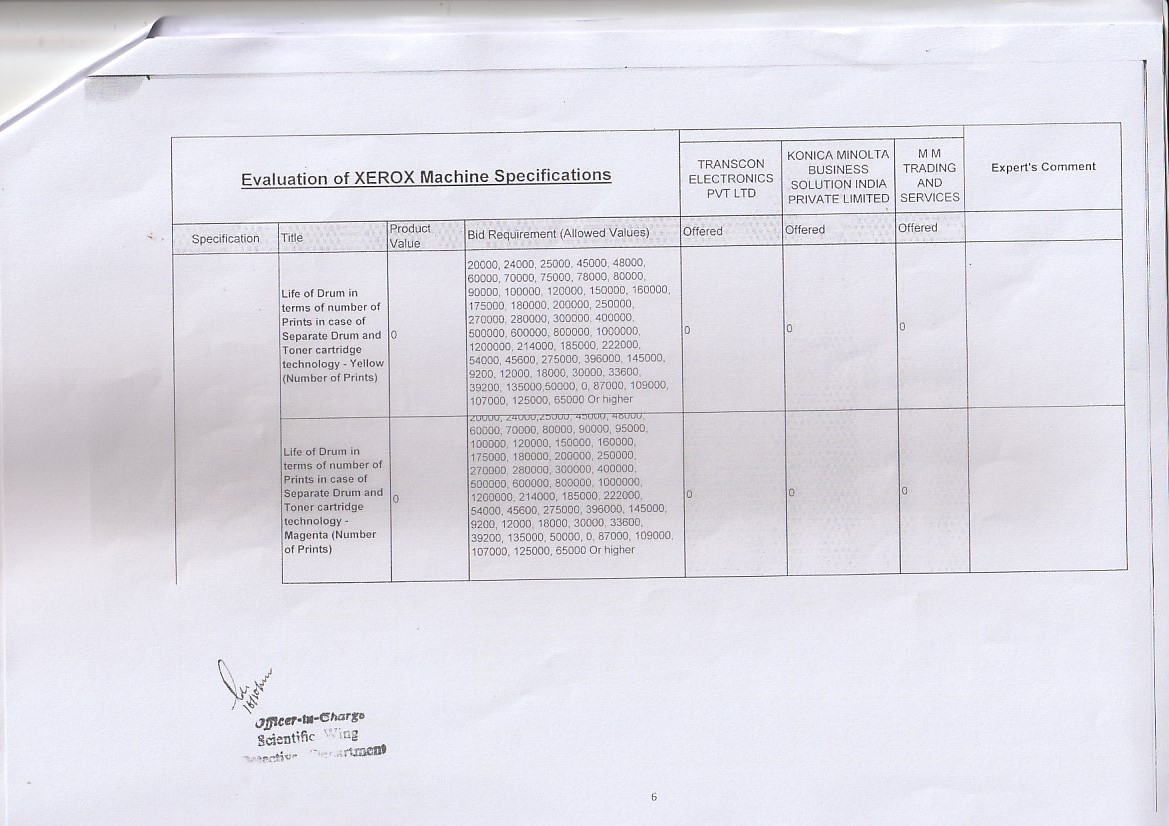 Evaluation of XEROX Machine Specifications
TRANSCON
ELECTRONICS
PVT LTD
KONICA MINOLTA
BUSINESS
SOLUTION INDIA
PRIVATE LIMITED
M M
TRADING
AND
SERVICES
Expert's Comment
Specification
Title
Product
Value
Bid Requirement (Allowed Values)
Offered
Offered
Offered
Life of Drum in
terms of number of
Prints in case of
Separate Drum and
Toner cartridge
technology - Yellow
(Number of Prints)
0
20000, 24000, 25000, 45000, 48000,
60000, 70000, 75000, 78000, 80000,
90000, 100000, 120000, 150000, 160000,
175000, 180000, 200000, 250000,
270000, 280000, 300000, 400000,
500000, 600000, 800000, 1000000,
1200000, 214000, 185000, 222000,
54000, 45600, 275000, 396000, 145000,
9200, 12000, 18000, 30000, 33600,
39200, 135000,50000, 0, 87000, 109000,
107000, 125000, 65000 Or higher
0
0
0
Life of Drum in
terms of number of
Prints in case of
Separate Drum and
Toner cartridge
technology -
Magenta (Number
of Prints)
0
20000, 24000,25000, 45000, 48000,
60000, 70000, 80000, 90000, 95000,
100000, 120000, 150000, 160000,
175000, 180000, 200000, 250000,
270000, 280000, 300000, 400000,
500000, 600000, 800000, 1000000,
1200000, 214000, 185000, 222000,
54000, 45600, 275000, 396000, 145000,
9200, 12000, 18000, 30000, 33600,
39200, 135000, 50000, 0, 87000, 109000,
107000, 125000, 65000 Or higher
0
0
0
Officer-in-Charge
Scientific Wing
6